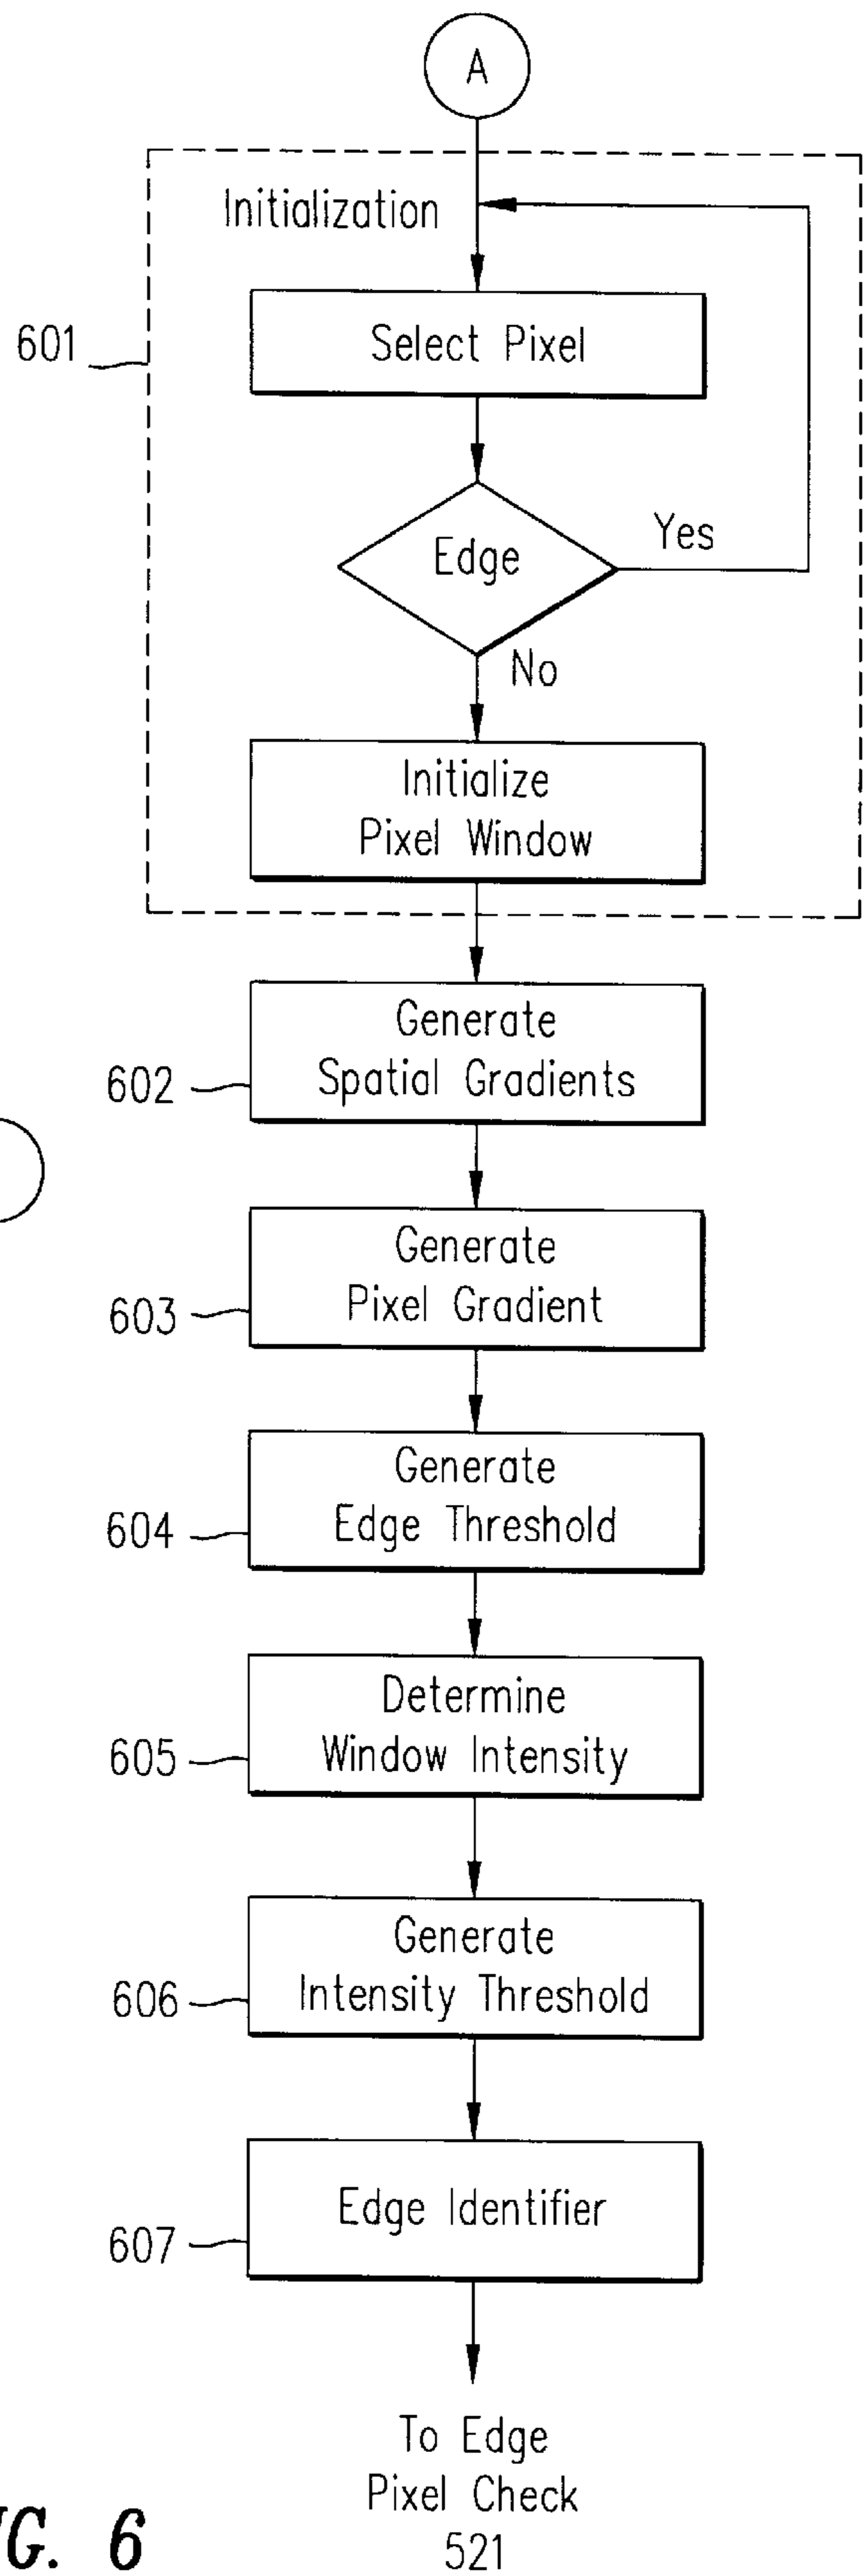 A
Initialization
601
Select Pixel
Edge
Yes
No
Initialize
Pixel Window
Generate
Spatial Gradients
602
Generate
Pixel Gradient
603
Generate
Edge Threshold
604
Determine
Window Intensity
605
Generate
Intensity Threshold
606
Edge Identifier
607
To Edge
Pixel Check
521
G. 6